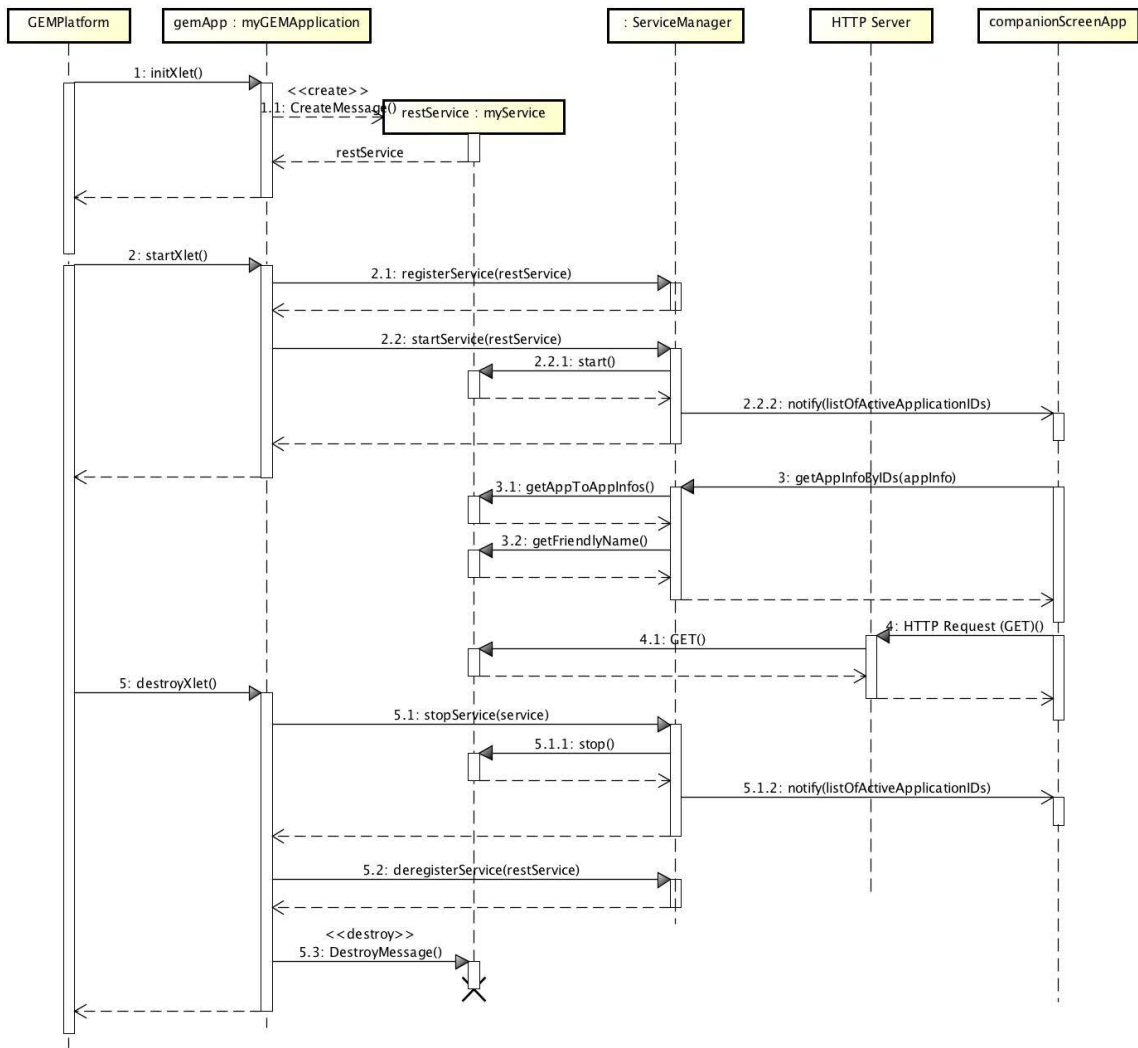 GEMPlatform
gemApp : myGEMApplication
: ServiceManager
HTTP Server
companionScreenApp
1: initXlet()
<<create>>
1.1: CreateMessage()
restService : myService
restService
2: startXlet()
2.1: registerService(restService)
2.2: startService(restService)
2.2.1: start()
2.2.2: notify(listOfActiveApplicationIDs)
3: getAppInfoByIDs(appInfo)
3.1: getAppToAppInfos()
3.2: getFriendlyName()
4: HTTP Request (GET)()
4.1: GET()
5: destroyXlet()
5.1: stopService(service)
5.1.1: stop()
5.1.2: notify(listOfActiveApplicationIDs)
5.2: deregisterService(restService)
<<destroy>>
5.3: DestroyMessage()